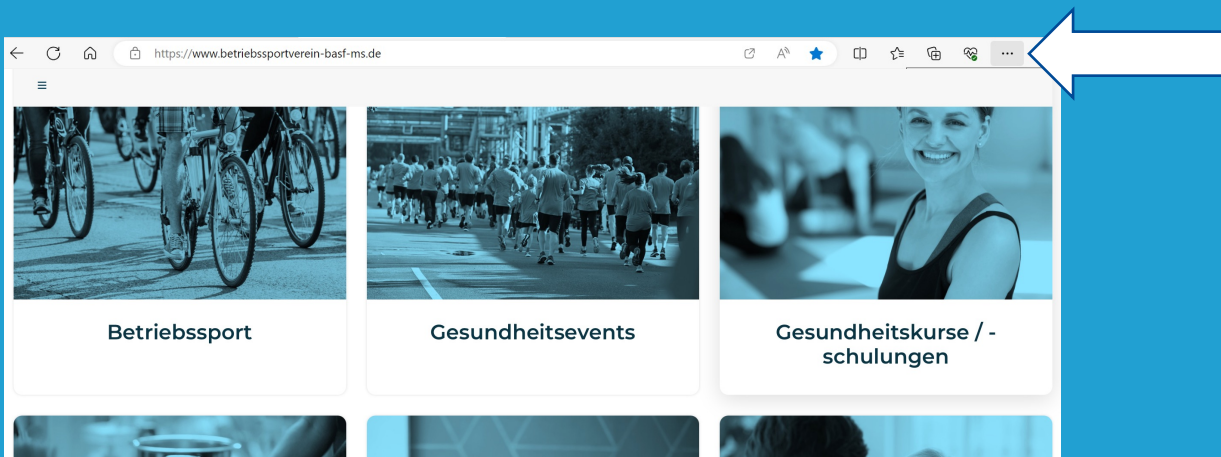 https://www.betriebssportverein-basf-ms.de
Betriebssport
Gesundheitsevents
Gesundheitskurse / -
schulungen